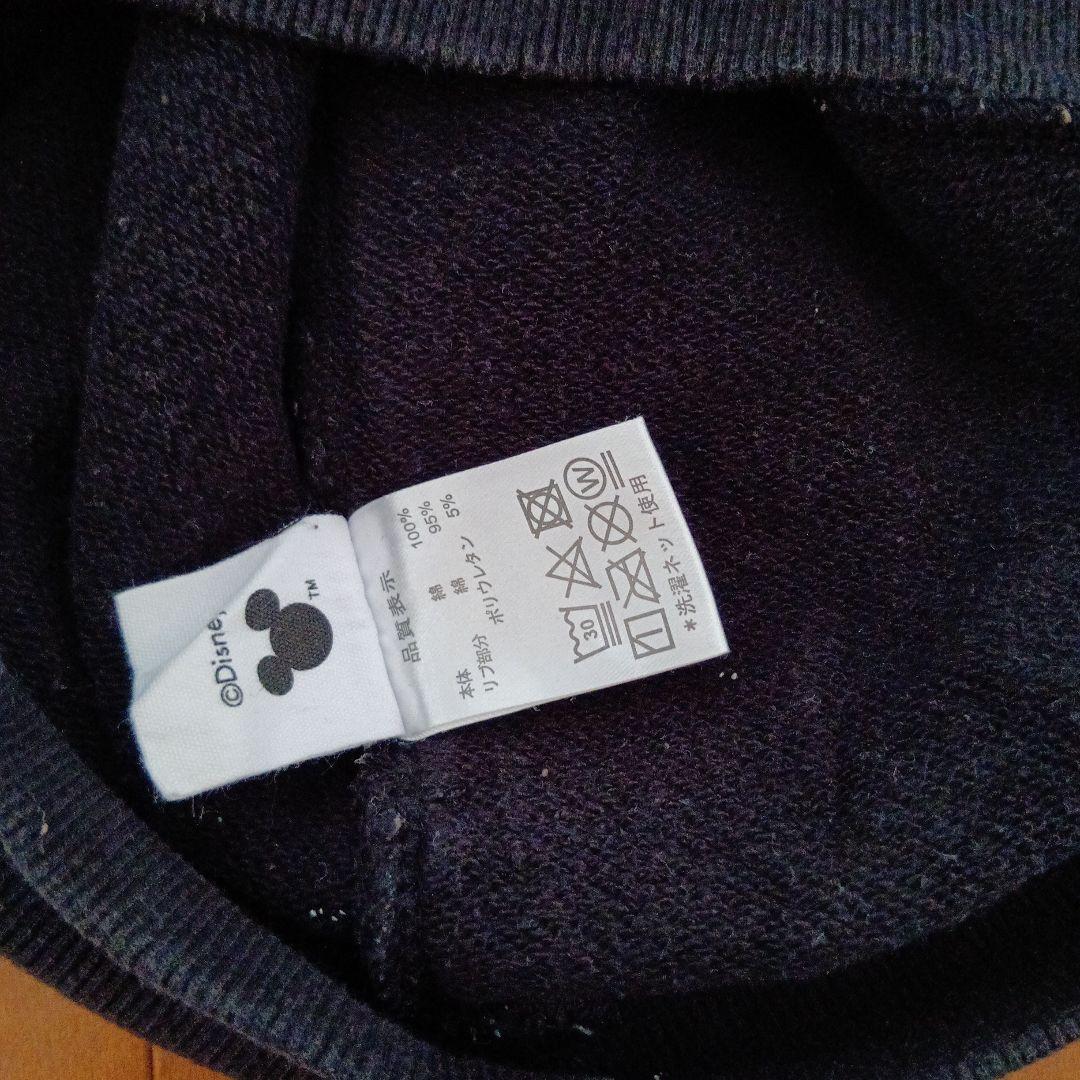 ©Disney
TM
品質表示
本体 綿 100%
リブ部分 綿 95%
ポリウレタン 5%
30
W
*洗濯ネット使用